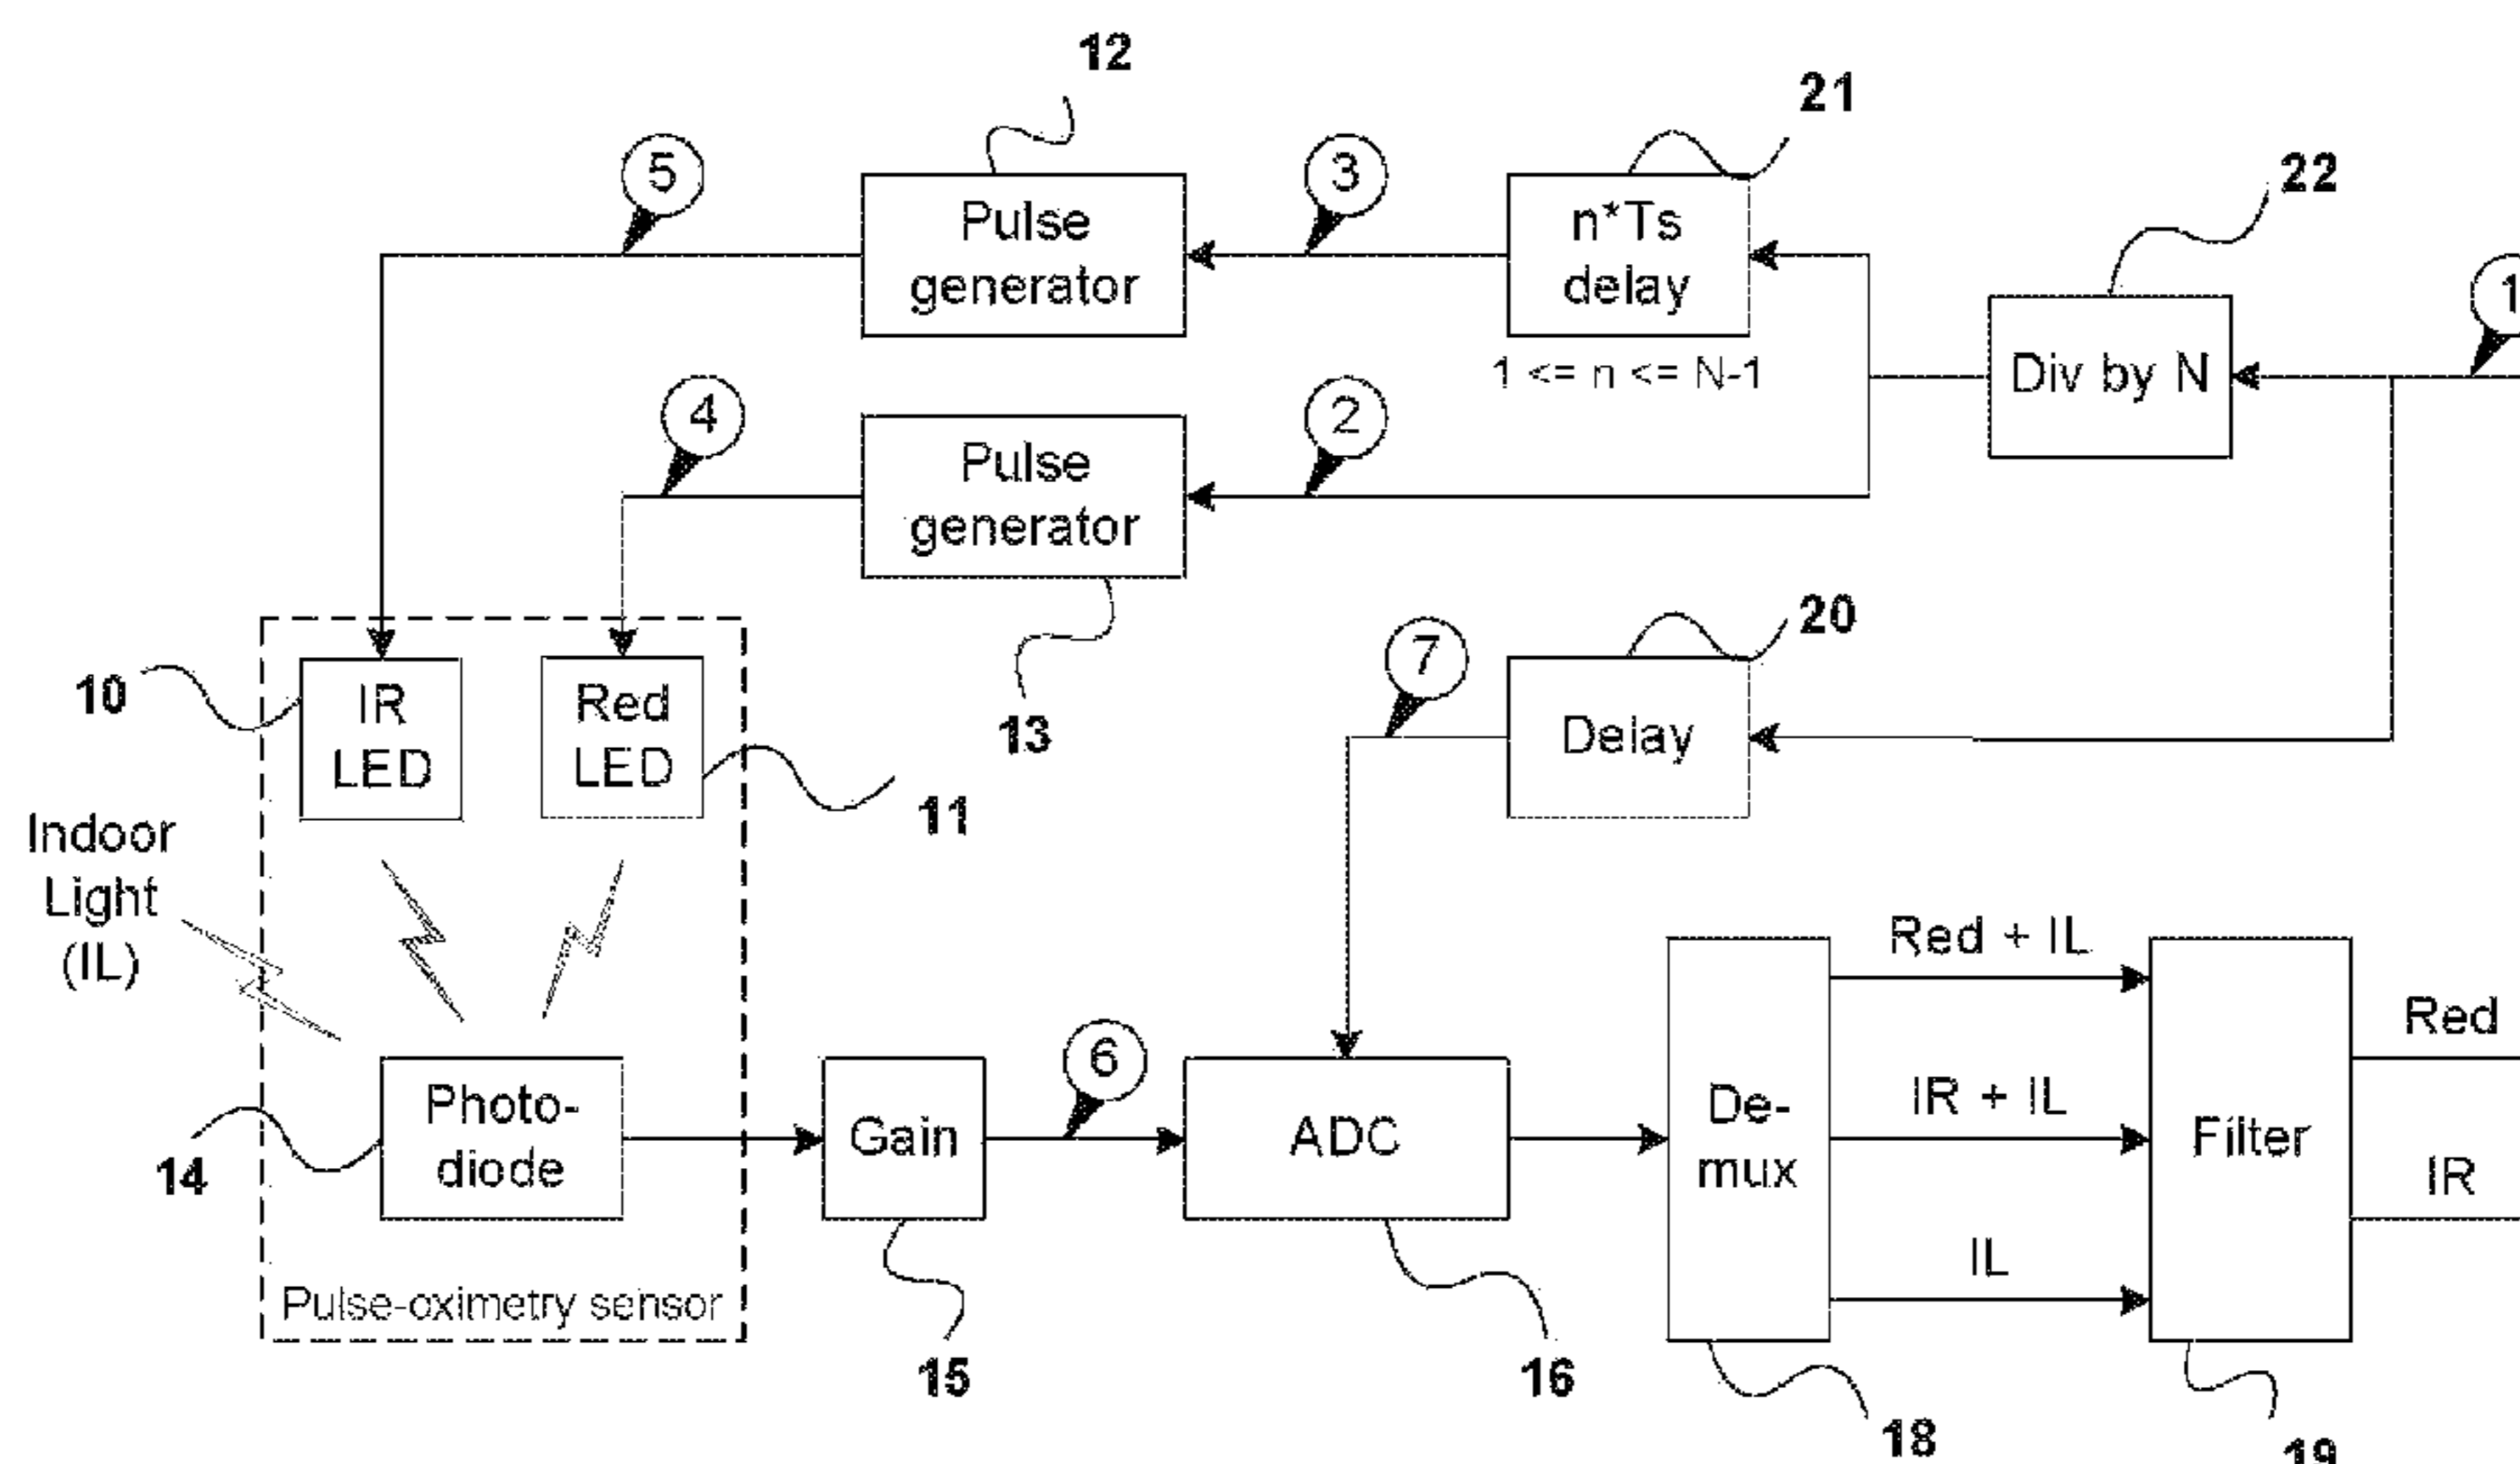 12
21
22
5
3
1
Pulse
generator
n*Ts
delay
Div by N
1 <= n <= N-1
4
2
Pulse
generator
20
7
10
IR
LED
Red
LED
13
Delay
11
Indoor
Light
(IL)
Red + IL
Red
6
Photo-
diode
Gain
ADC
De-
mux
IR + IL
Filter
IR
14
IL
Pulse-oximetry sensor
15
16
18
19